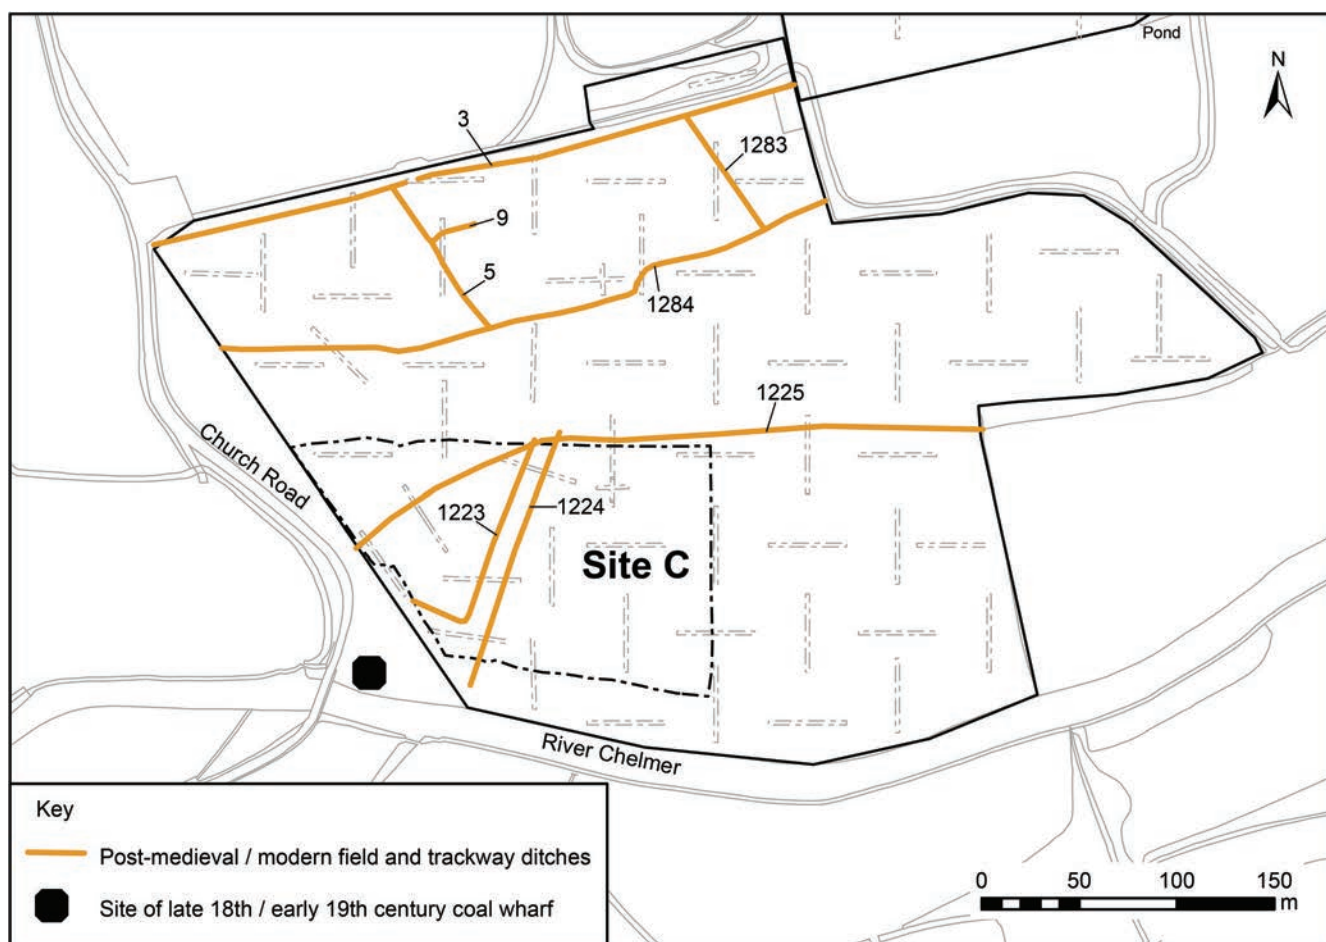 Pond
N
3
1283
9
5
1284
1225
Church Road
1223
1224
Site C
River Chelmer
Key
Post-medieval / modern field and trackway ditches
Site of late 18th / early 19th century coal wharf
0 50 100 150
m